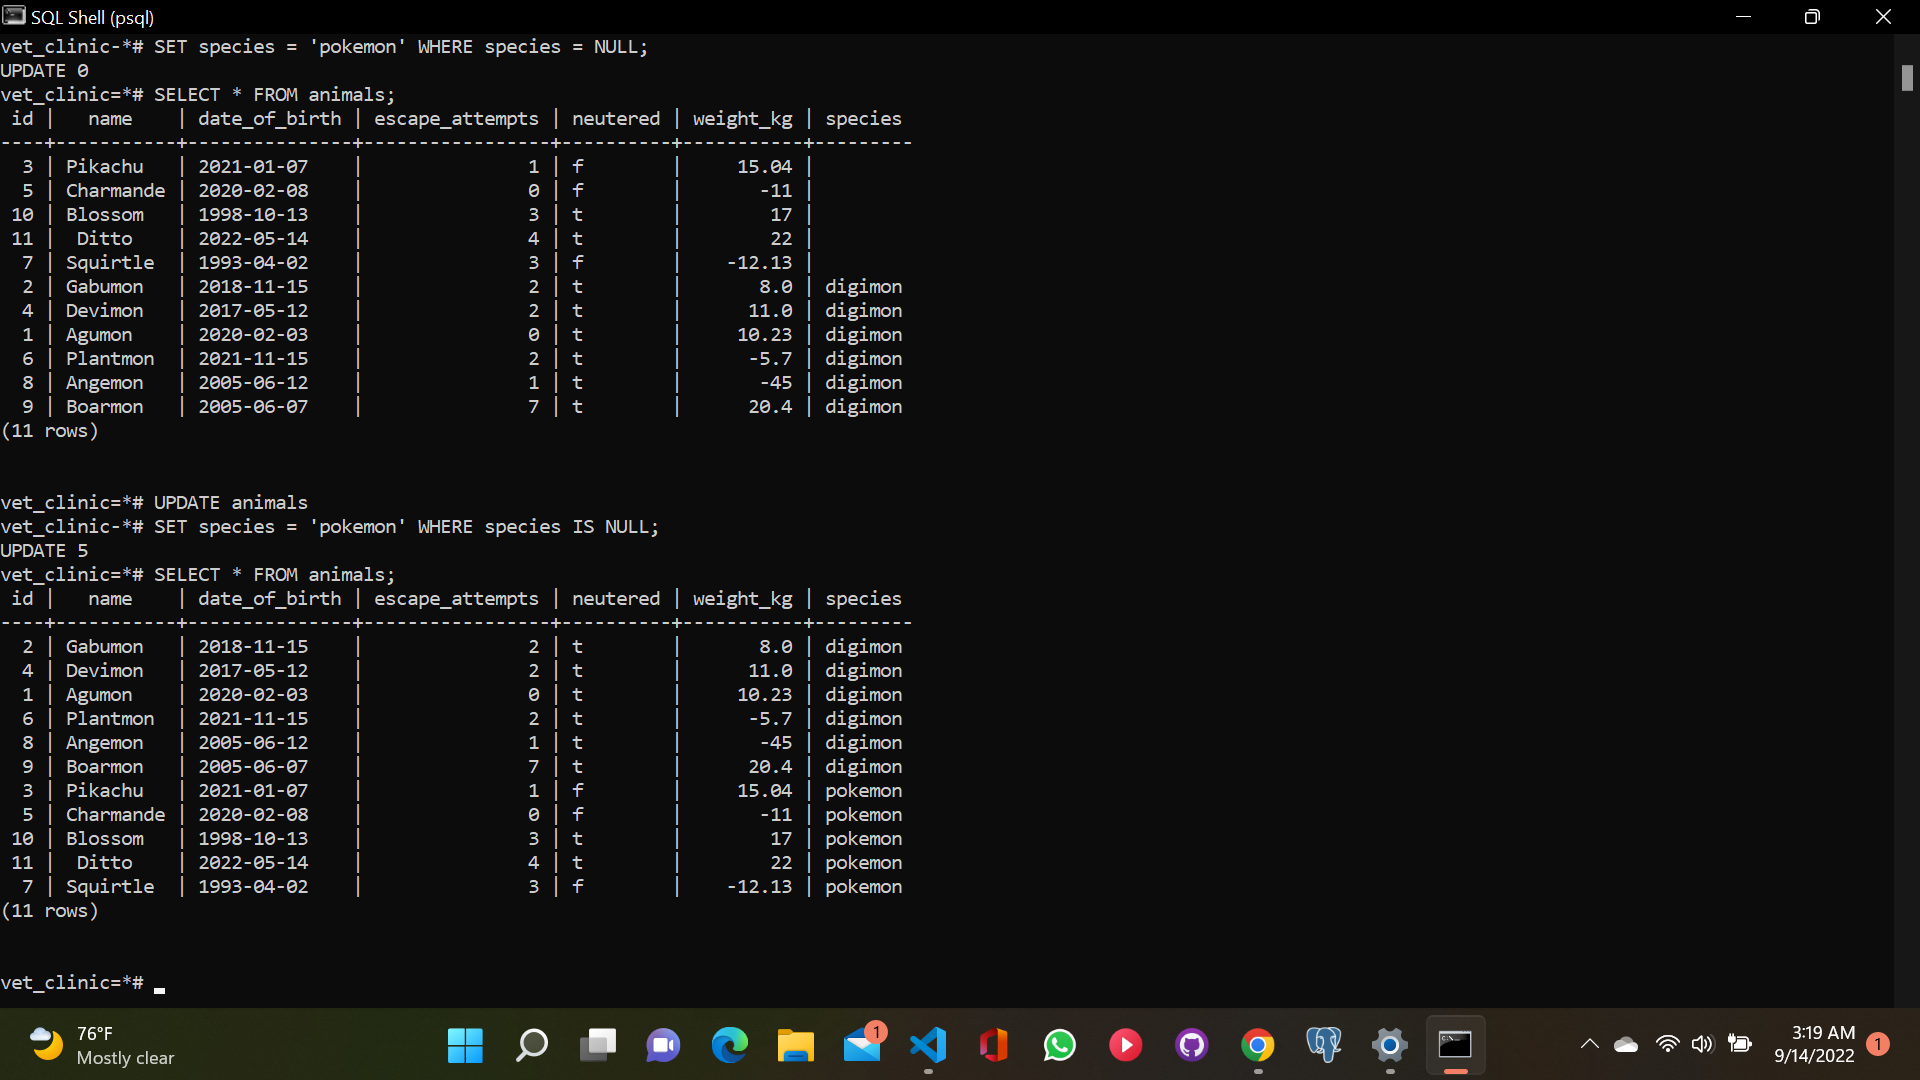 SQL Shell (psql)
vet_clinic-*# SET species = 'pokemon' WHERE species = NULL;
UPDATE 0
vet_clinic=*# SELECT * FROM animals;
 id |   name    | date_of_birth | escape_attempts | neutered | weight_kg | species
----+-----------+---------------+-----------------+----------+-----------+---------
  3 | Pikachu   | 2021-01-07    |               1 | f        |     15.04 |
  5 | Charmande | 2020-02-08    |               0 | f        |       -11 |
 10 | Blossom   | 1998-10-13    |               3 | t        |        17 |
 11 |  Ditto    | 2022-05-14    |               4 | t        |        22 |
  7 | Squirtle  | 1993-04-02    |               3 | f        |    -12.13 |
  2 | Gabumon   | 2018-11-15    |               2 | t        |       8.0 | digimon
  4 | Devimon   | 2017-05-12    |               2 | t        |      11.0 | digimon
  1 | Agumon    | 2020-02-03    |               0 | t        |     10.23 | digimon
  6 | Plantmon  | 2021-11-15    |               2 | t        |      -5.7 | digimon
  8 | Angemon   | 2005-06-12    |               1 | t        |       -45 | digimon
  9 | Boarmon   | 2005-06-07    |               7 | t        |      20.4 | digimon
(11 rows)
vet_clinic=*# UPDATE animals
vet_clinic-*# SET species = 'pokemon' WHERE species IS NULL;
UPDATE 5
vet_clinic=*# SELECT * FROM animals;
 id |   name    | date_of_birth | escape_attempts | neutered | weight_kg | species
----+-----------+---------------+-----------------+----------+-----------+---------
  2 | Gabumon   | 2018-11-15    |               2 | t        |       8.0 | digimon
  4 | Devimon   | 2017-05-12    |               2 | t        |      11.0 | digimon
  1 | Agumon    | 2020-02-03    |               0 | t        |     10.23 | digimon
  6 | Plantmon  | 2021-11-15    |               2 | t        |      -5.7 | digimon
  8 | Angemon   | 2005-06-12    |               1 | t        |       -45 | digimon
  9 | Boarmon   | 2005-06-07    |               7 | t        |      20.4 | digimon
  3 | Pikachu   | 2021-01-07    |               1 | f        |     15.04 | pokemon
  5 | Charmande | 2020-02-08    |               0 | f        |       -11 | pokemon
 10 | Blossom   | 1998-10-13    |               3 | t        |        17 | pokemon
 11 |  Ditto    | 2022-05-14    |               4 | t        |        22 | pokemon
  7 | Squirtle  | 1993-04-02    |               3 | f        |    -12.13 | pokemon
(11 rows)
vet_clinic=*# _
76°F
Mostly clear
1
3:19 AM
9/14/2022
1